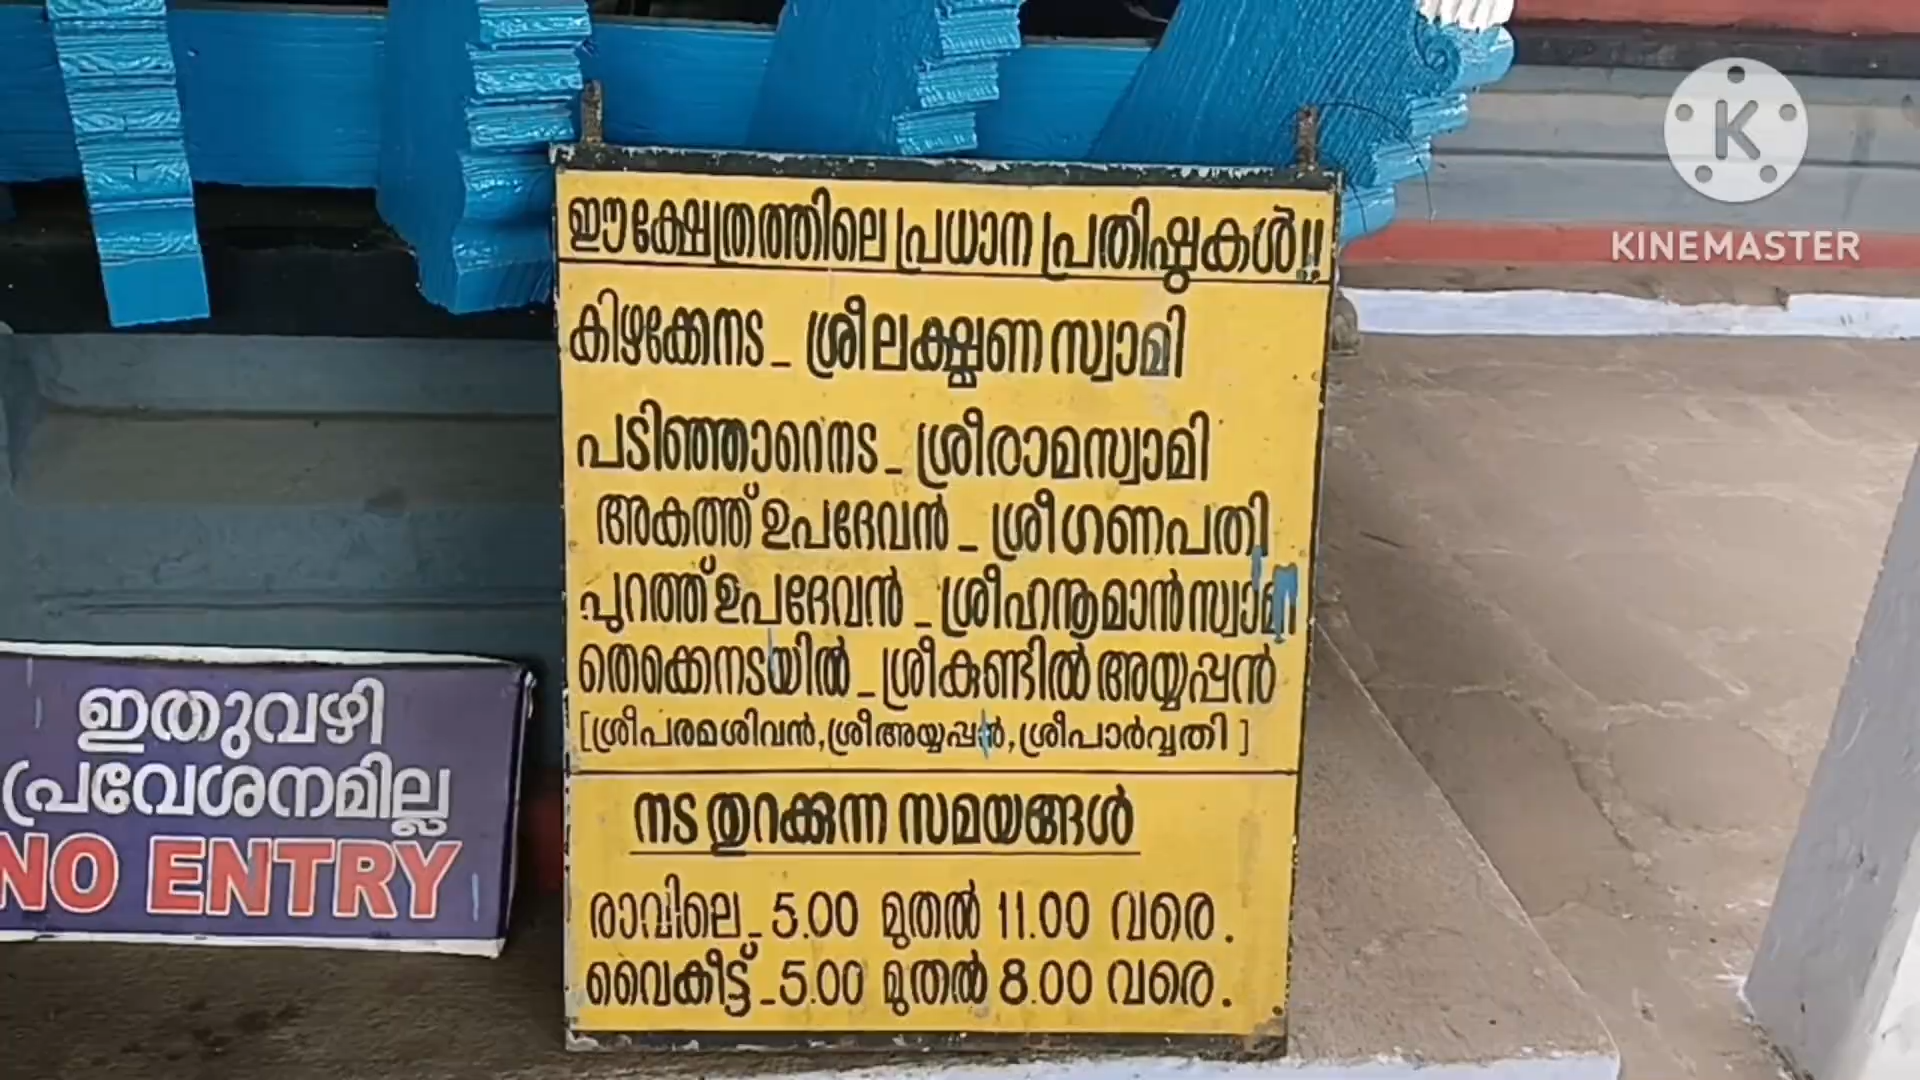 ഈ ക്ഷേത്രത്തിലെ പ്രധാന പ്രതിഷ്ഠകൾ!!
കിഴക്കേനട - ശ്രീ ലക്ഷ്മണ സ്വാമി
പടിഞ്ഞാറെനട - ശ്രീരാമസ്വാമി
അകത്ത് ഉപദേവൻ - ശ്രീ ഗണപതി
പുറത്ത് ഉപദേവൻ - ശ്രീഹനൂമാൻസ്വാമി
തെക്കെനടയിൽ - ശ്രീകുണ്ടിൽ അയ്യപ്പൻ
[ശ്രീപരമശിവൻ, ശ്രീഅയ്യപ്പൻ, ശ്രീപാർവ്വതി]
നട തുറക്കുന്ന സമയങ്ങൾ
രാവിലെ - 5.00 മുതൽ 11.00 വരെ.
വൈകീട്ട് - 5.00 മുതൽ 8.00 വരെ.
ഇതുവഴി
പ്രവേശനമില്ല
NO ENTRY
K
KINEMASTER